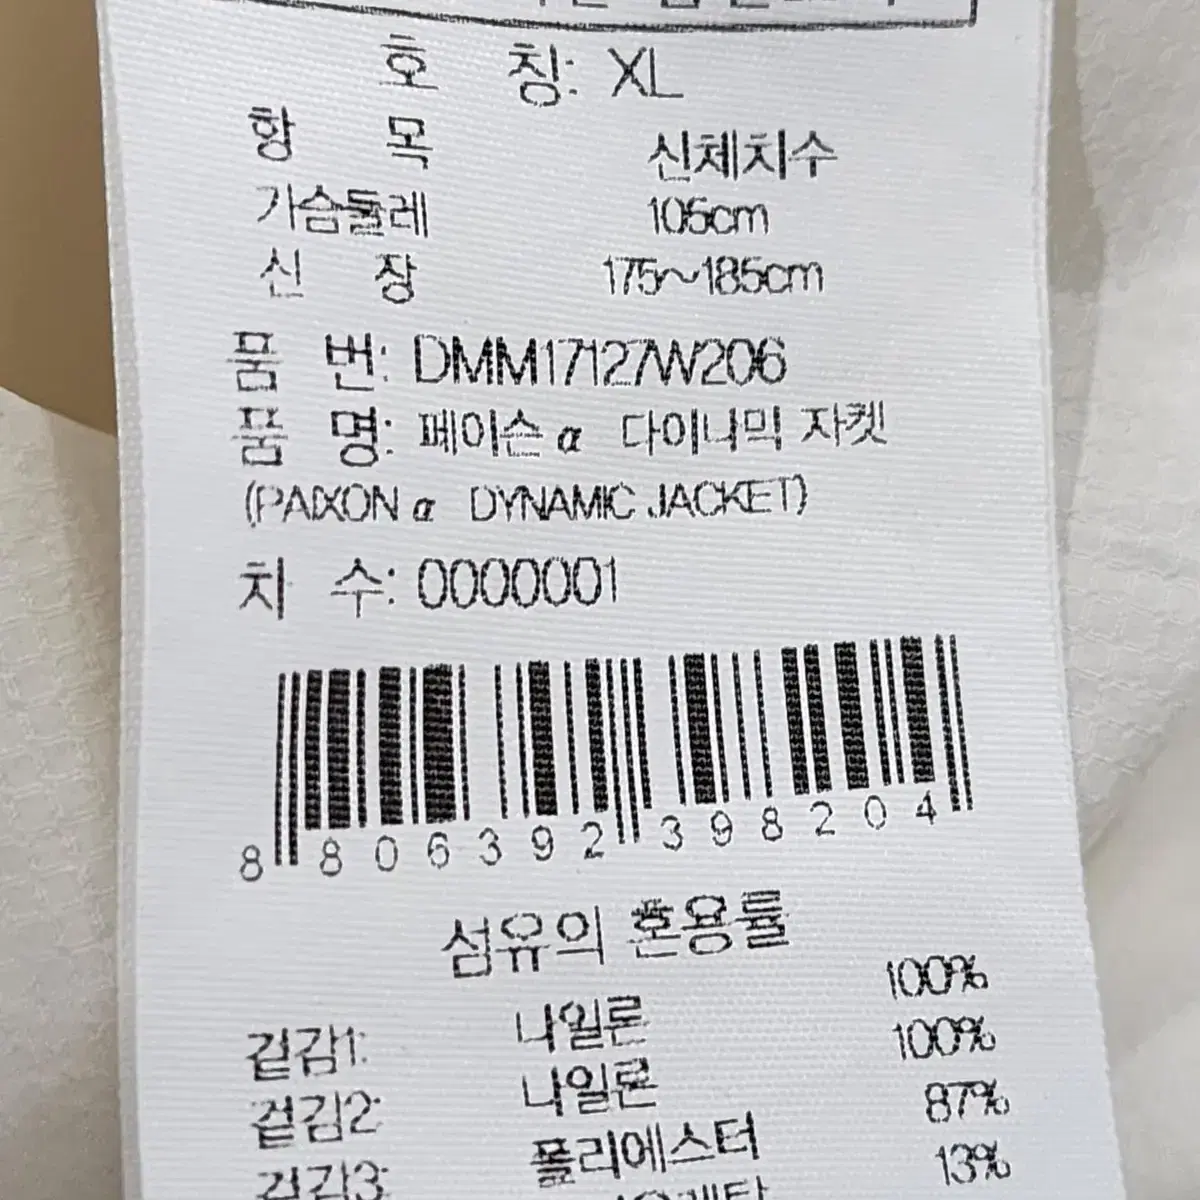 호 칭: XL
항 목 신체치수
가슴둘레 105cm
신 장 175~185cm
품 번: DMM17127W206
품 명: 페이슨 α 다이나믹 자켓
(PAIXON α DYNAMIC JACKET)
차 수: 0000001
8 806392 398204
섬유의 혼용률
100%
겉감1: 나일론 100%
겉감2: 나일론 87%
겉감3: 폴리에스터 13%